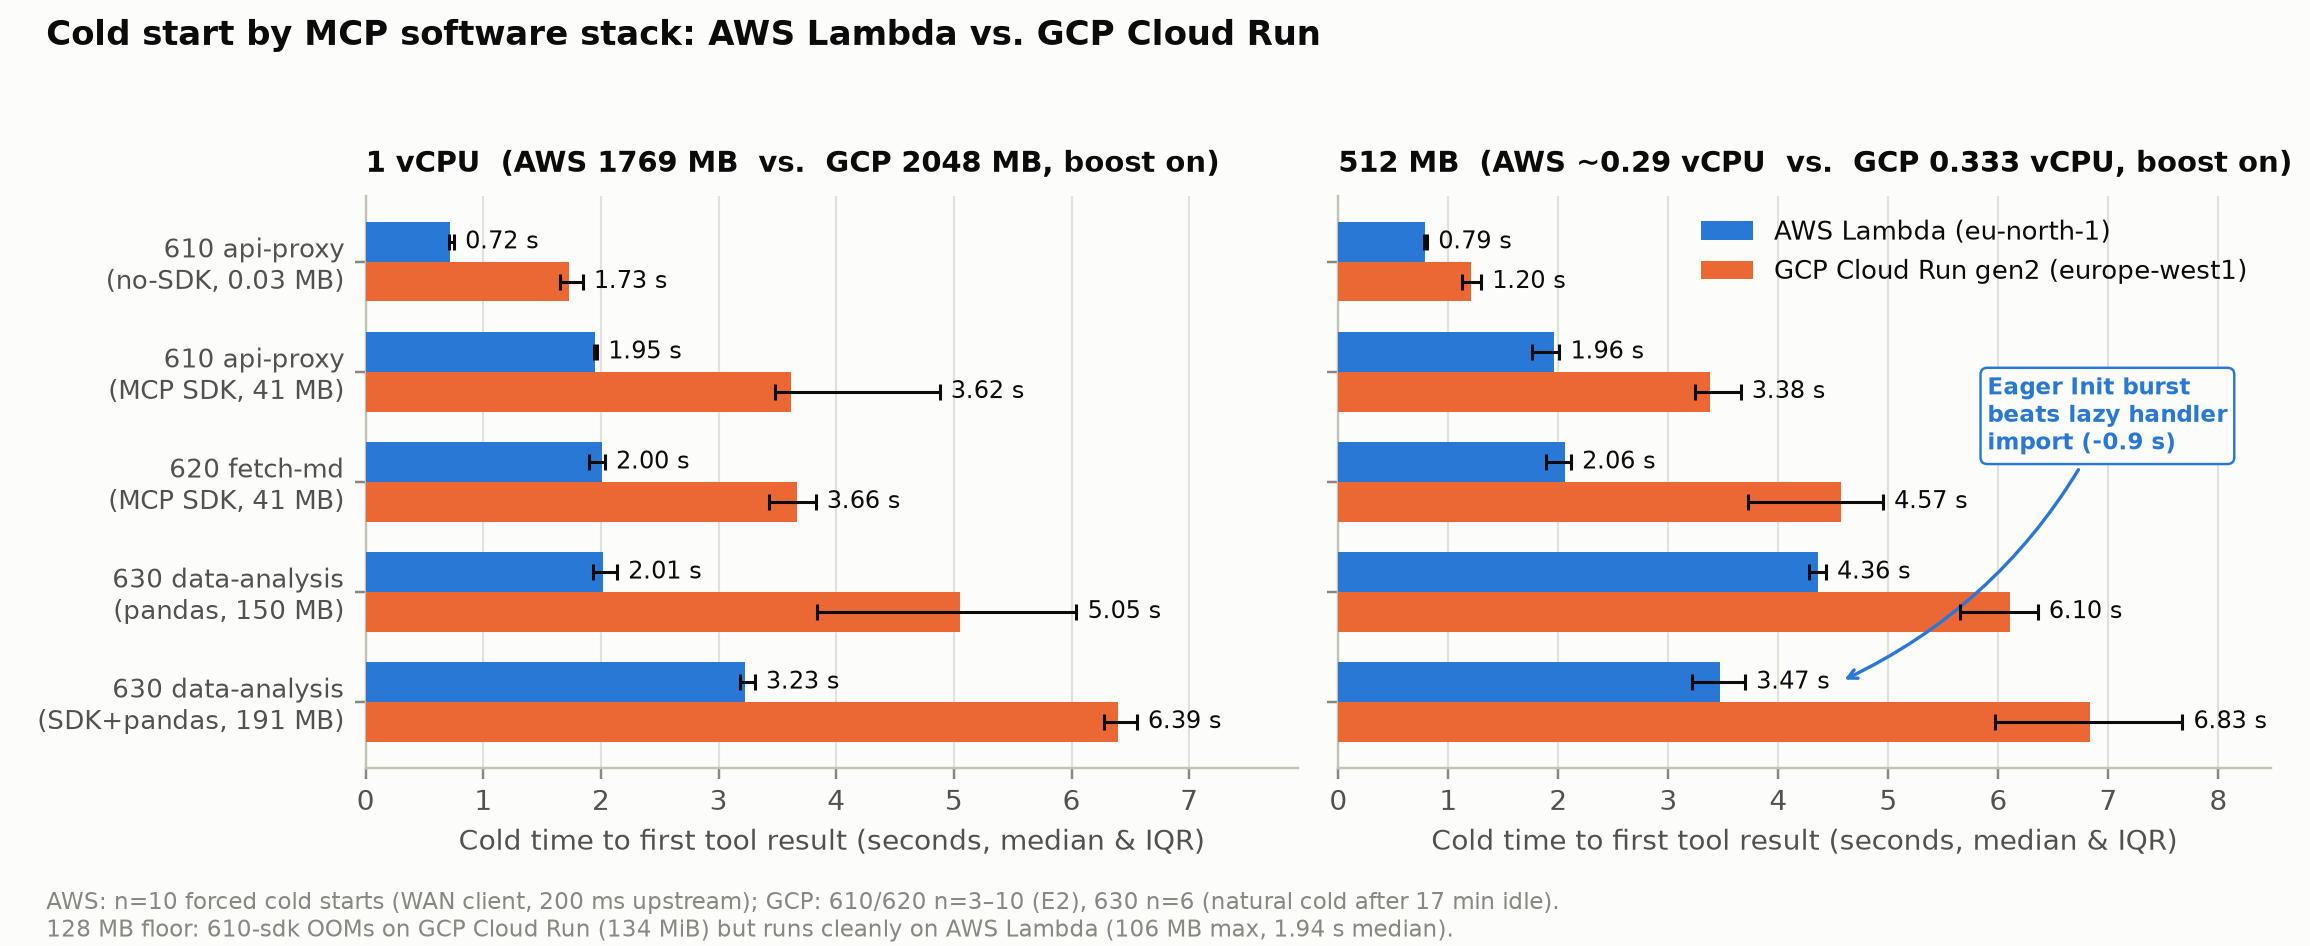 Cold start by MCP software stack: AWS Lambda vs. GCP Cloud Run
1 vCPU  (AWS 1769 MB  vs.  GCP 2048 MB, boost on)
610 api-proxy
(no-SDK, 0.03 MB)
610 api-proxy
(MCP SDK, 41 MB)
620 fetch-md
(MCP SDK, 41 MB)
630 data-analysis
(pandas, 150 MB)
630 data-analysis
(SDK+pandas, 191 MB)
0.72 s
1.73 s
1.95 s
3.62 s
2.00 s
3.66 s
2.01 s
5.05 s
3.23 s
6.39 s
0 1 2 3 4 5 6 7
Cold time to first tool result (seconds, median & IQR)
512 MB  (AWS ~0.29 vCPU  vs.  GCP 0.333 vCPU, boost on)
AWS Lambda (eu-north-1)
GCP Cloud Run gen2 (europe-west1)
0.79 s
1.20 s
1.96 s
3.38 s
2.06 s
4.57 s
4.36 s
6.10 s
3.47 s
6.83 s
Eager Init burst
beats lazy handler
import (-0.9 s)
0 1 2 3 4 5 6 7 8
Cold time to first tool result (seconds, median & IQR)
AWS: n=10 forced cold starts (WAN client, 200 ms upstream); GCP: 610/620 n=3–10 (E2), 630 n=6 (natural cold after 17 min idle).
128 MB floor: 610-sdk OOMs on GCP Cloud Run (134 MiB) but runs cleanly on AWS Lambda (106 MB max, 1.94 s median).